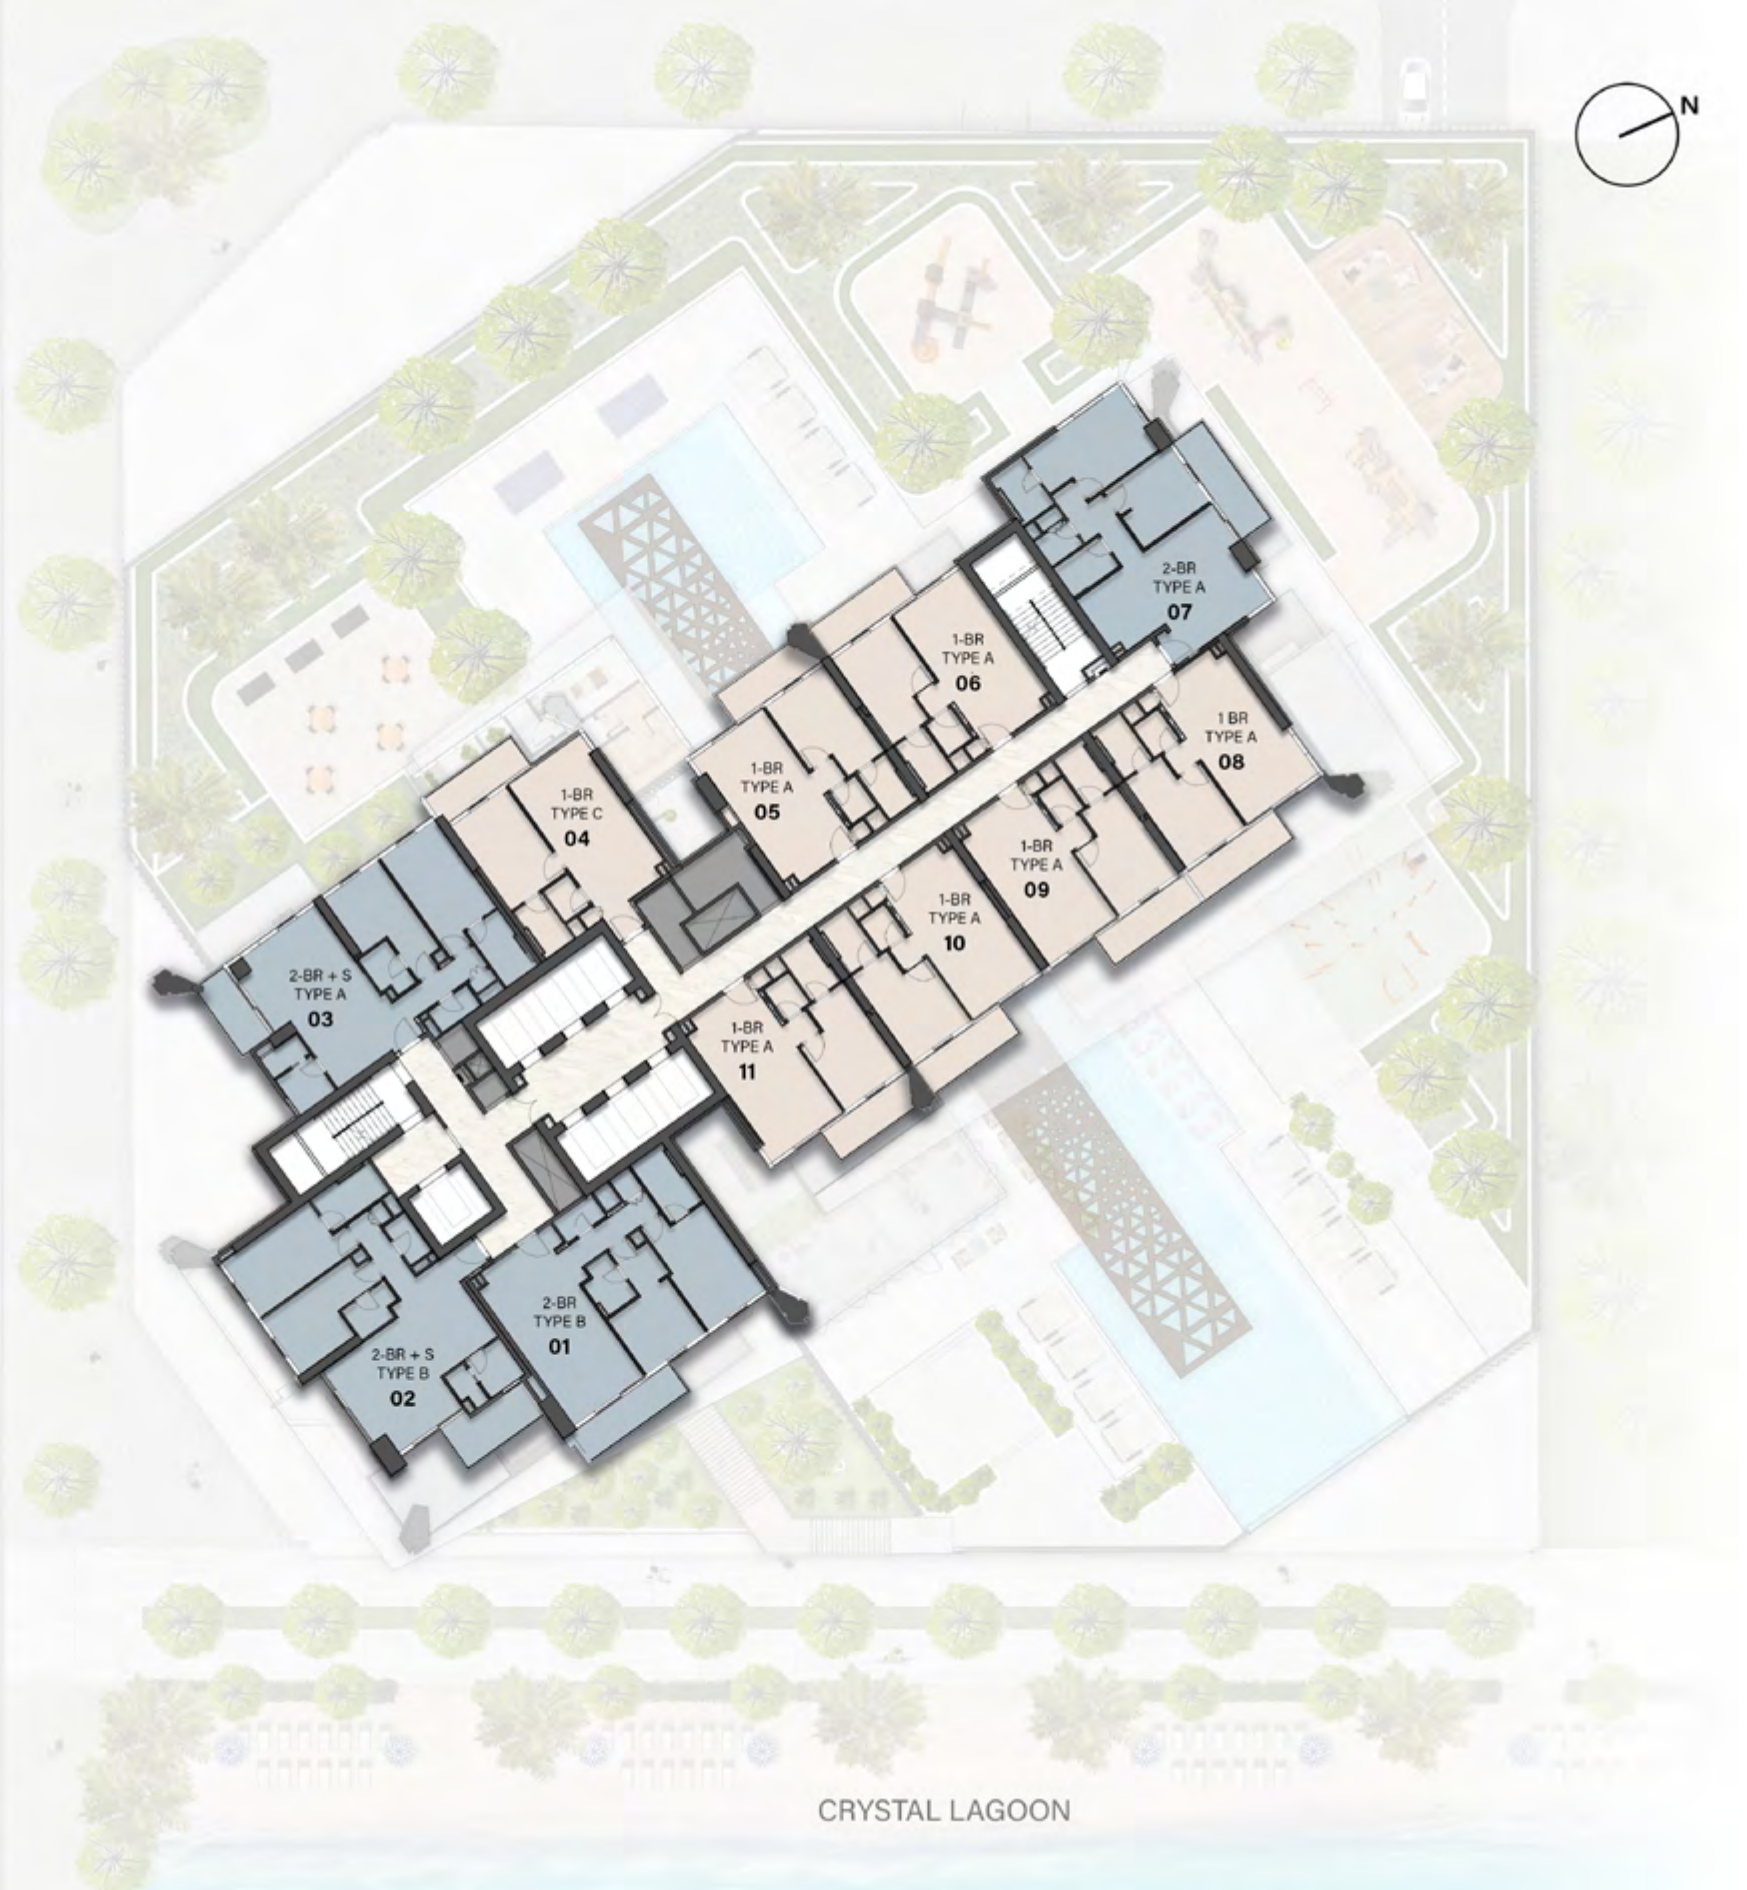 N
2-BR
TYPE A
07
1-BR
TYPE A
06
1 BR
TYPE A
08
1-BR
TYPE A
05
1-BR
TYPE C
04
1-BR
TYPE A
09
1-BR
TYPE A
10
2-BR + S
TYPE A
03
1-BR
TYPE A
11
2-BR
TYPE B
01
2-BR + S
TYPE B
02
CRYSTAL LAGOON